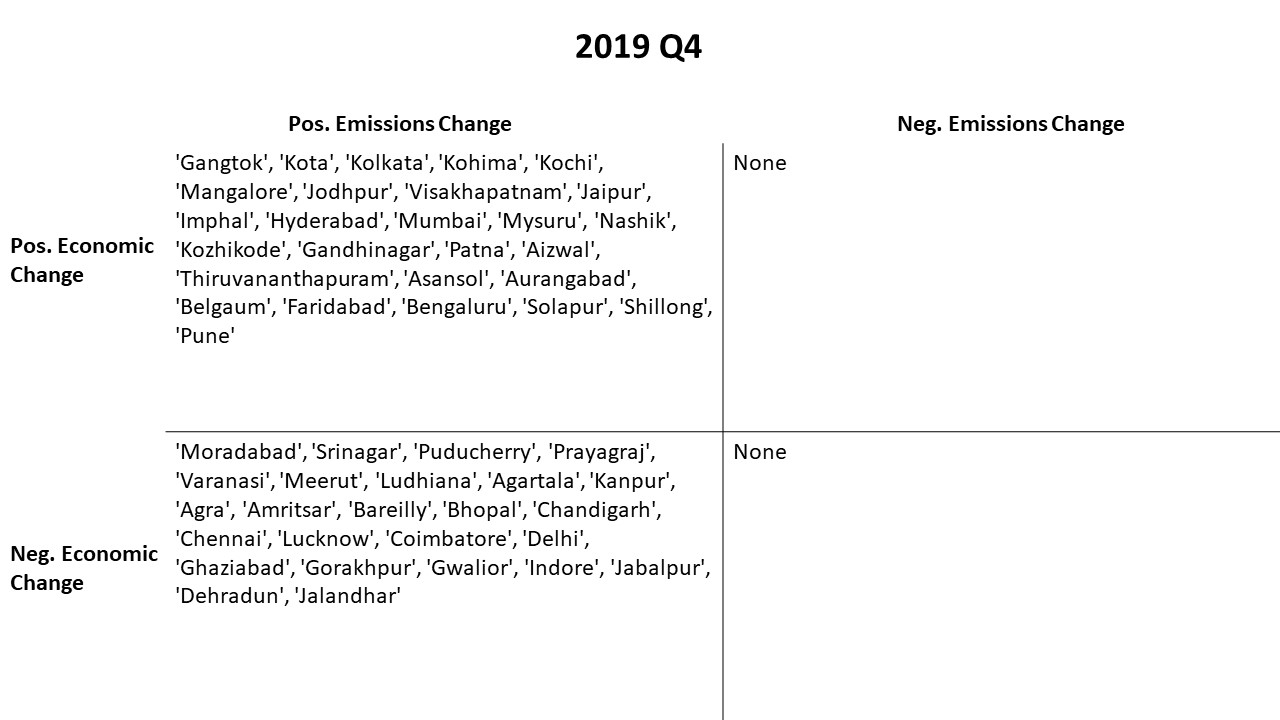 2019 Q4
Pos. Emissions Change
Neg. Emissions Change
Pos. Economic
Change
'Gangtok', 'Kota', 'Kolkata', 'Kohima', 'Kochi',
'Mangalore', 'Jodhpur', 'Visakhapatnam', 'Jaipur',
'Imphal', 'Hyderabad', 'Mumbai', 'Mysuru', 'Nashik',
'Kozhikode', 'Gandhinagar', 'Patna', 'Aizwal',
'Thiruvananthapuram', 'Asansol', 'Aurangabad',
'Belgaum', 'Faridabad', 'Bengaluru', 'Solapur', 'Shillong',
'Pune'
None
Neg. Economic
Change
'Moradabad', 'Srinagar', 'Puducherry', 'Prayagraj',
'Varanasi', 'Meerut', 'Ludhiana', 'Agartala', 'Kanpur',
'Agra', 'Amritsar', 'Bareilly', 'Bhopal', 'Chandigarh',
'Chennai', 'Lucknow', 'Coimbatore', 'Delhi',
'Ghaziabad', 'Gorakhpur', 'Gwalior', 'Indore', 'Jabalpur',
'Dehradun', 'Jalandhar'
None